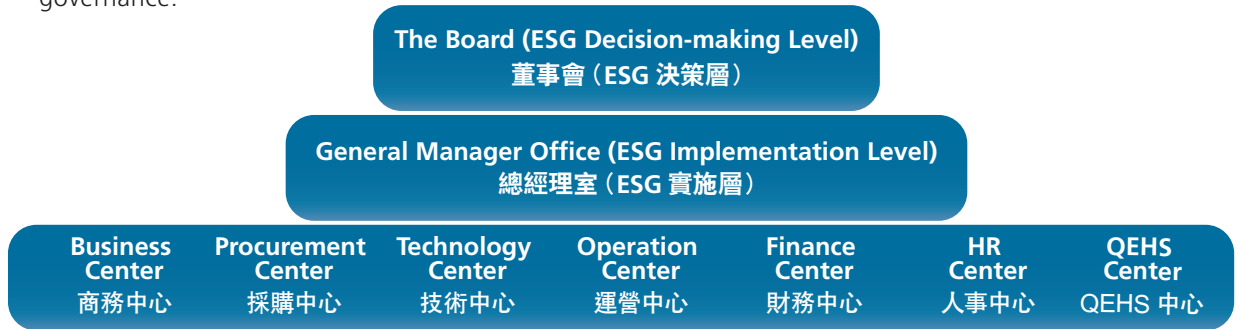 governance.
The Board (ESG Decision-making Level)
董事會（ESG 決策層）
General Manager Office (ESG Implementation Level)
總經理室（ESG 實施層）
Business Center
商務中心
Procurement Center
採購中心
Technology Center
技術中心
Operation Center
運營中心
Finance Center
財務中心
HR Center
人事中心
QEHS Center
QEHS 中心